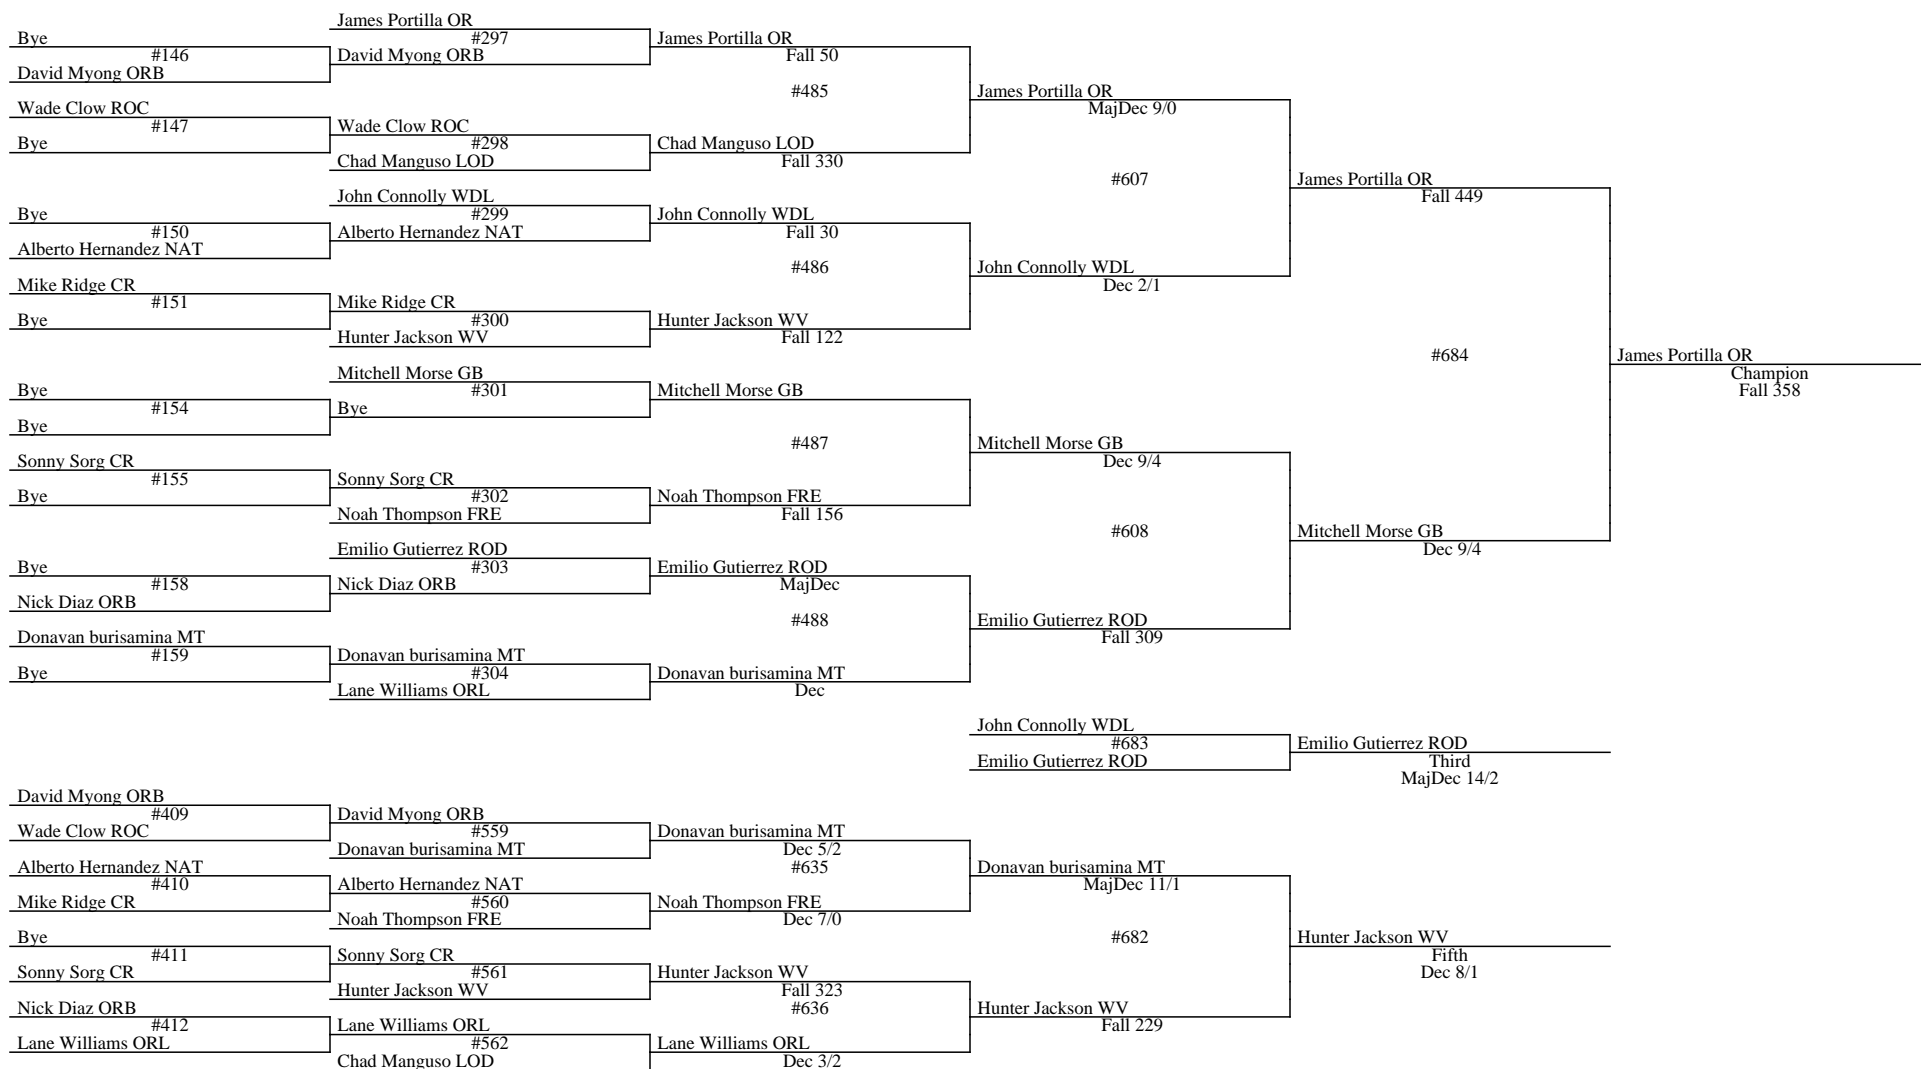 James Portilla OR
Bye
#297
James Portilla OR
#146
David Myong ORB
Fall 50
David Myong ORB
#485
James Portilla OR
Wade Clow ROC
MajDec 9/0
#147
Wade Clow ROC
Bye
#298
Chad Manguso LOD
Chad Manguso LOD
Fall 330
#607
James Portilla OR
John Connolly WDL
Fall 449
Bye
#299
John Connolly WDL
#150
Alberto Hernandez NAT
Fall 30
Alberto Hernandez NAT
#486
John Connolly WDL
Mike Ridge CR
Dec 2/1
#151
Mike Ridge CR
Bye
#300
Hunter Jackson WV
Hunter Jackson WV
Fall 122
#684
James Portilla OR
Mitchell Morse GB
Champion
Bye
#301
Mitchell Morse GB
Fall 358
#154
Bye
Bye
#487
Mitchell Morse GB
Sonny Sorg CR
Dec 9/4
#155
Sonny Sorg CR
Bye
#302
Noah Thompson FRE
Noah Thompson FRE
Fall 156
#608
Mitchell Morse GB
Emilio Gutierrez ROD
Dec 9/4
Bye
#303
Emilio Gutierrez ROD
#158
Nick Diaz ORB
MajDec
Nick Diaz ORB
#488
Emilio Gutierrez ROD
Donavan burisamina MT
Fall 309
#159
Donavan burisamina MT
Bye
#304
Donavan burisamina MT
Lane Williams ORL
Dec
John Connolly WDL
#683
Emilio Gutierrez ROD
Emilio Gutierrez ROD
Third
MajDec 14/2
David Myong ORB
#409
David Myong ORB
Wade Clow ROC
#559
Donavan burisamina MT
Donavan burisamina MT
Dec 5/2
Alberto Hernandez NAT
#635
Donavan burisamina MT
#410
Alberto Hernandez NAT
MajDec 11/1
Mike Ridge CR
#560
Noah Thompson FRE
Noah Thompson FRE
Dec 7/0
Bye
#682
Hunter Jackson WV
#411
Sonny Sorg CR
Fifth
Sonny Sorg CR
#561
Hunter Jackson WV
Dec 8/1
Hunter Jackson WV
Fall 323
Nick Diaz ORB
#636
Hunter Jackson WV
#412
Lane Williams ORL
Fall 229
Lane Williams ORL
#562
Lane Williams ORL
Chad Manguso LOD
Dec 3/2